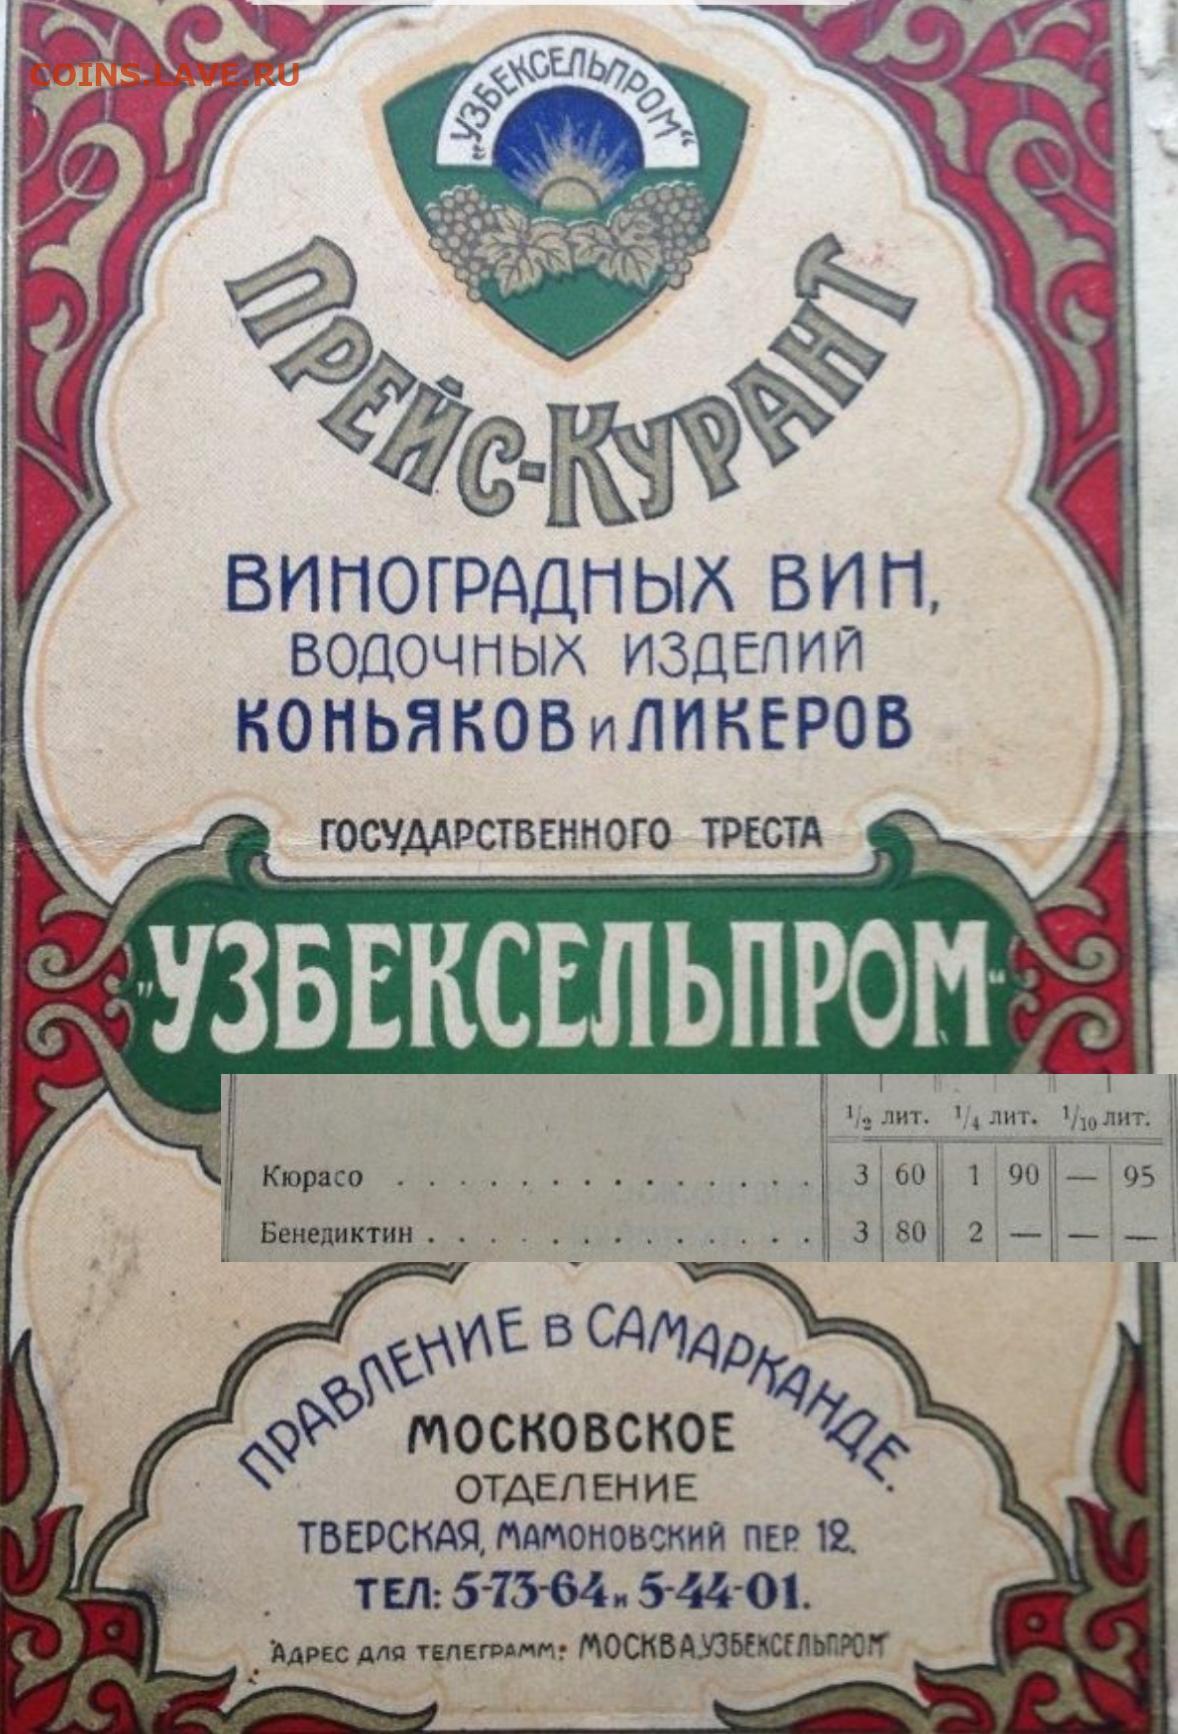 COINS.LAVE.RU
„УЗБЕКСЕЛЬПРОМ“
ПРЕЙС-КУРАНТ
ВИНОГРАДНЫХ ВИН,
ВОДОЧНЫХ ИЗДЕЛИЙ
КОНЬЯКОВ и ЛИКЕРОВ
ГОСУДАРСТВЕННОГО ТРЕСТА
„УЗБЕКСЕЛЬПРОМ“
1/2 лит. 1/4 лит. 1/10 лит.
Кюрасо . . . . . . . . . . . . . . 3 60 1 90 — 95
Бенедиктин . . . . . . . . . . . . . 3 80 2 — — —
ПРАВЛЕНИЕ в САМАРКАНДЕ.
МОСКОВСКОЕ
ОТДЕЛЕНИЕ
ТВЕРСКАЯ, МАМОНОВСКИЙ ПЕР. 12.
ТЕЛ: 5-73-64 и 5-44-01.
АДРЕС ДЛЯ ТЕЛЕГРАММ: МОСКВА, УЗБЕКСЕЛЬПРОМ